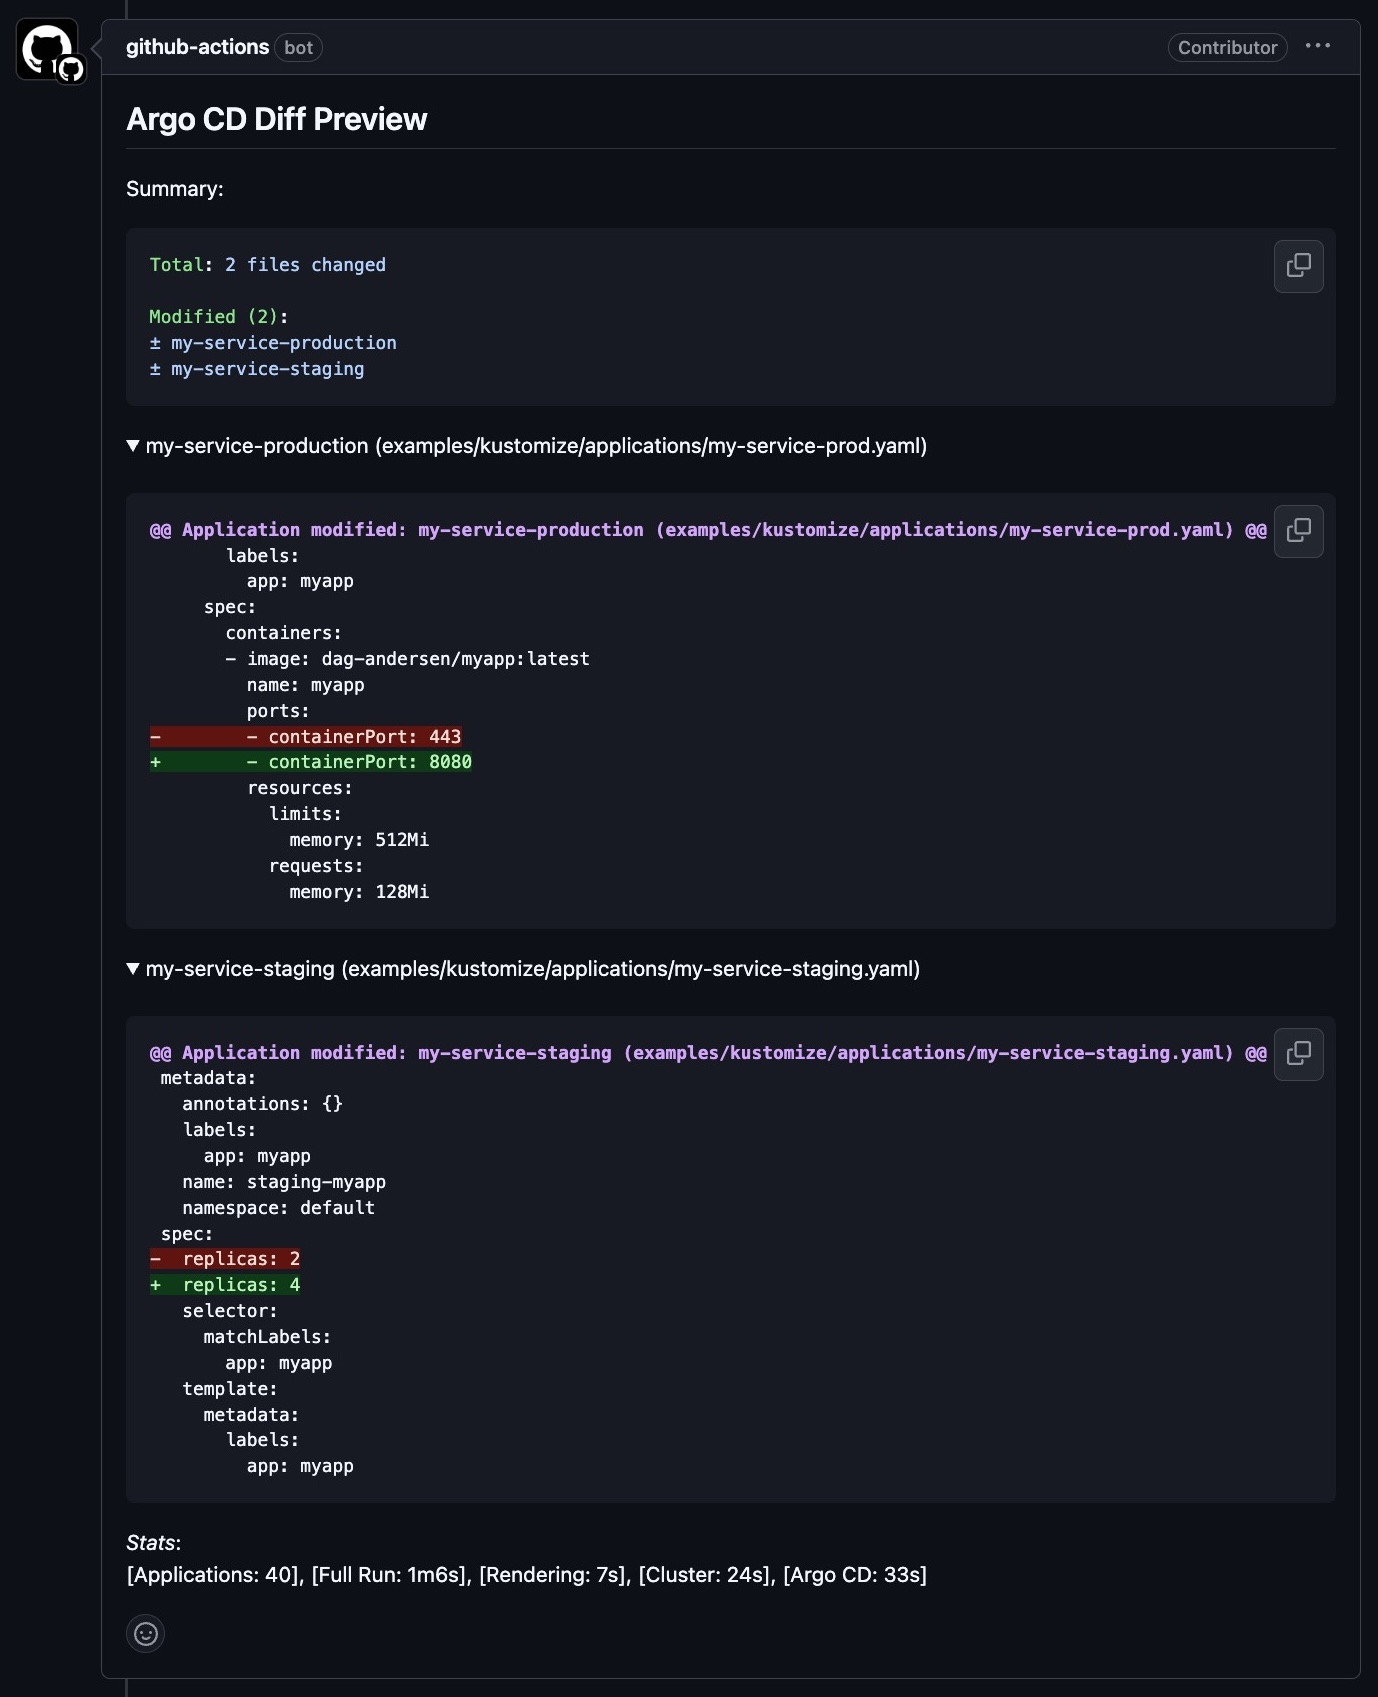 github-actions bot Contributor ...
Argo CD Diff Preview
Summary:
Total: 2 files changed
Modified (2):
± my-service-production
± my-service-staging
▼ my-service-production (examples/kustomize/applications/my-service-prod.yaml)
@@ Application modified: my-service-production (examples/kustomize/applications/my-service-prod.yaml) @@
       labels:
         app: myapp
     spec:
       containers:
       - image: dag-andersen/myapp:latest
         name: myapp
         ports:
-        - containerPort: 443
+        - containerPort: 8080
         resources:
           limits:
             memory: 512Mi
           requests:
             memory: 128Mi
▼ my-service-staging (examples/kustomize/applications/my-service-staging.yaml)
@@ Application modified: my-service-staging (examples/kustomize/applications/my-service-staging.yaml) @@
 metadata:
   annotations: {}
   labels:
     app: myapp
   name: staging-myapp
   namespace: default
 spec:
-  replicas: 2
+  replicas: 4
   selector:
     matchLabels:
       app: myapp
   template:
     metadata:
       labels:
         app: myapp
Stats:
[Applications: 40], [Full Run: 1m6s], [Rendering: 7s], [Cluster: 24s], [Argo CD: 33s]